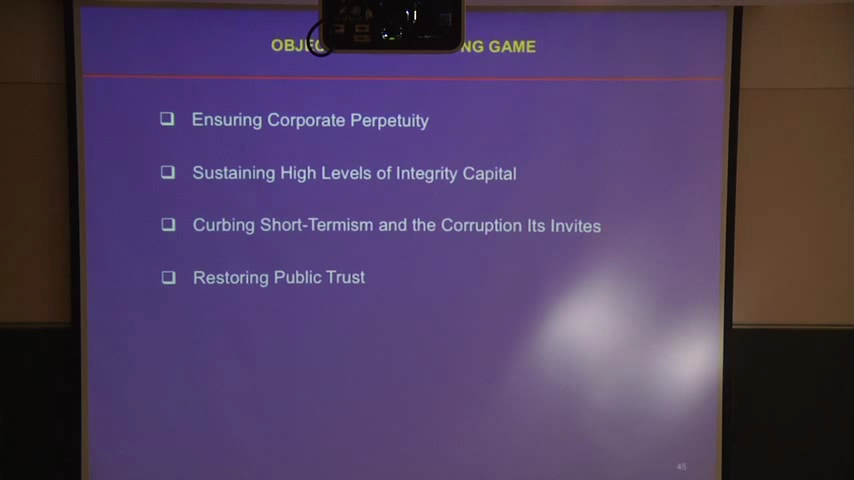 NG GAME
Ensuring Corporate Perpetuity
Sustaining High Levels of Integrity Capital
Curbing Short-Termism and the Corruption Its Invites
Restoring Public Trust
45